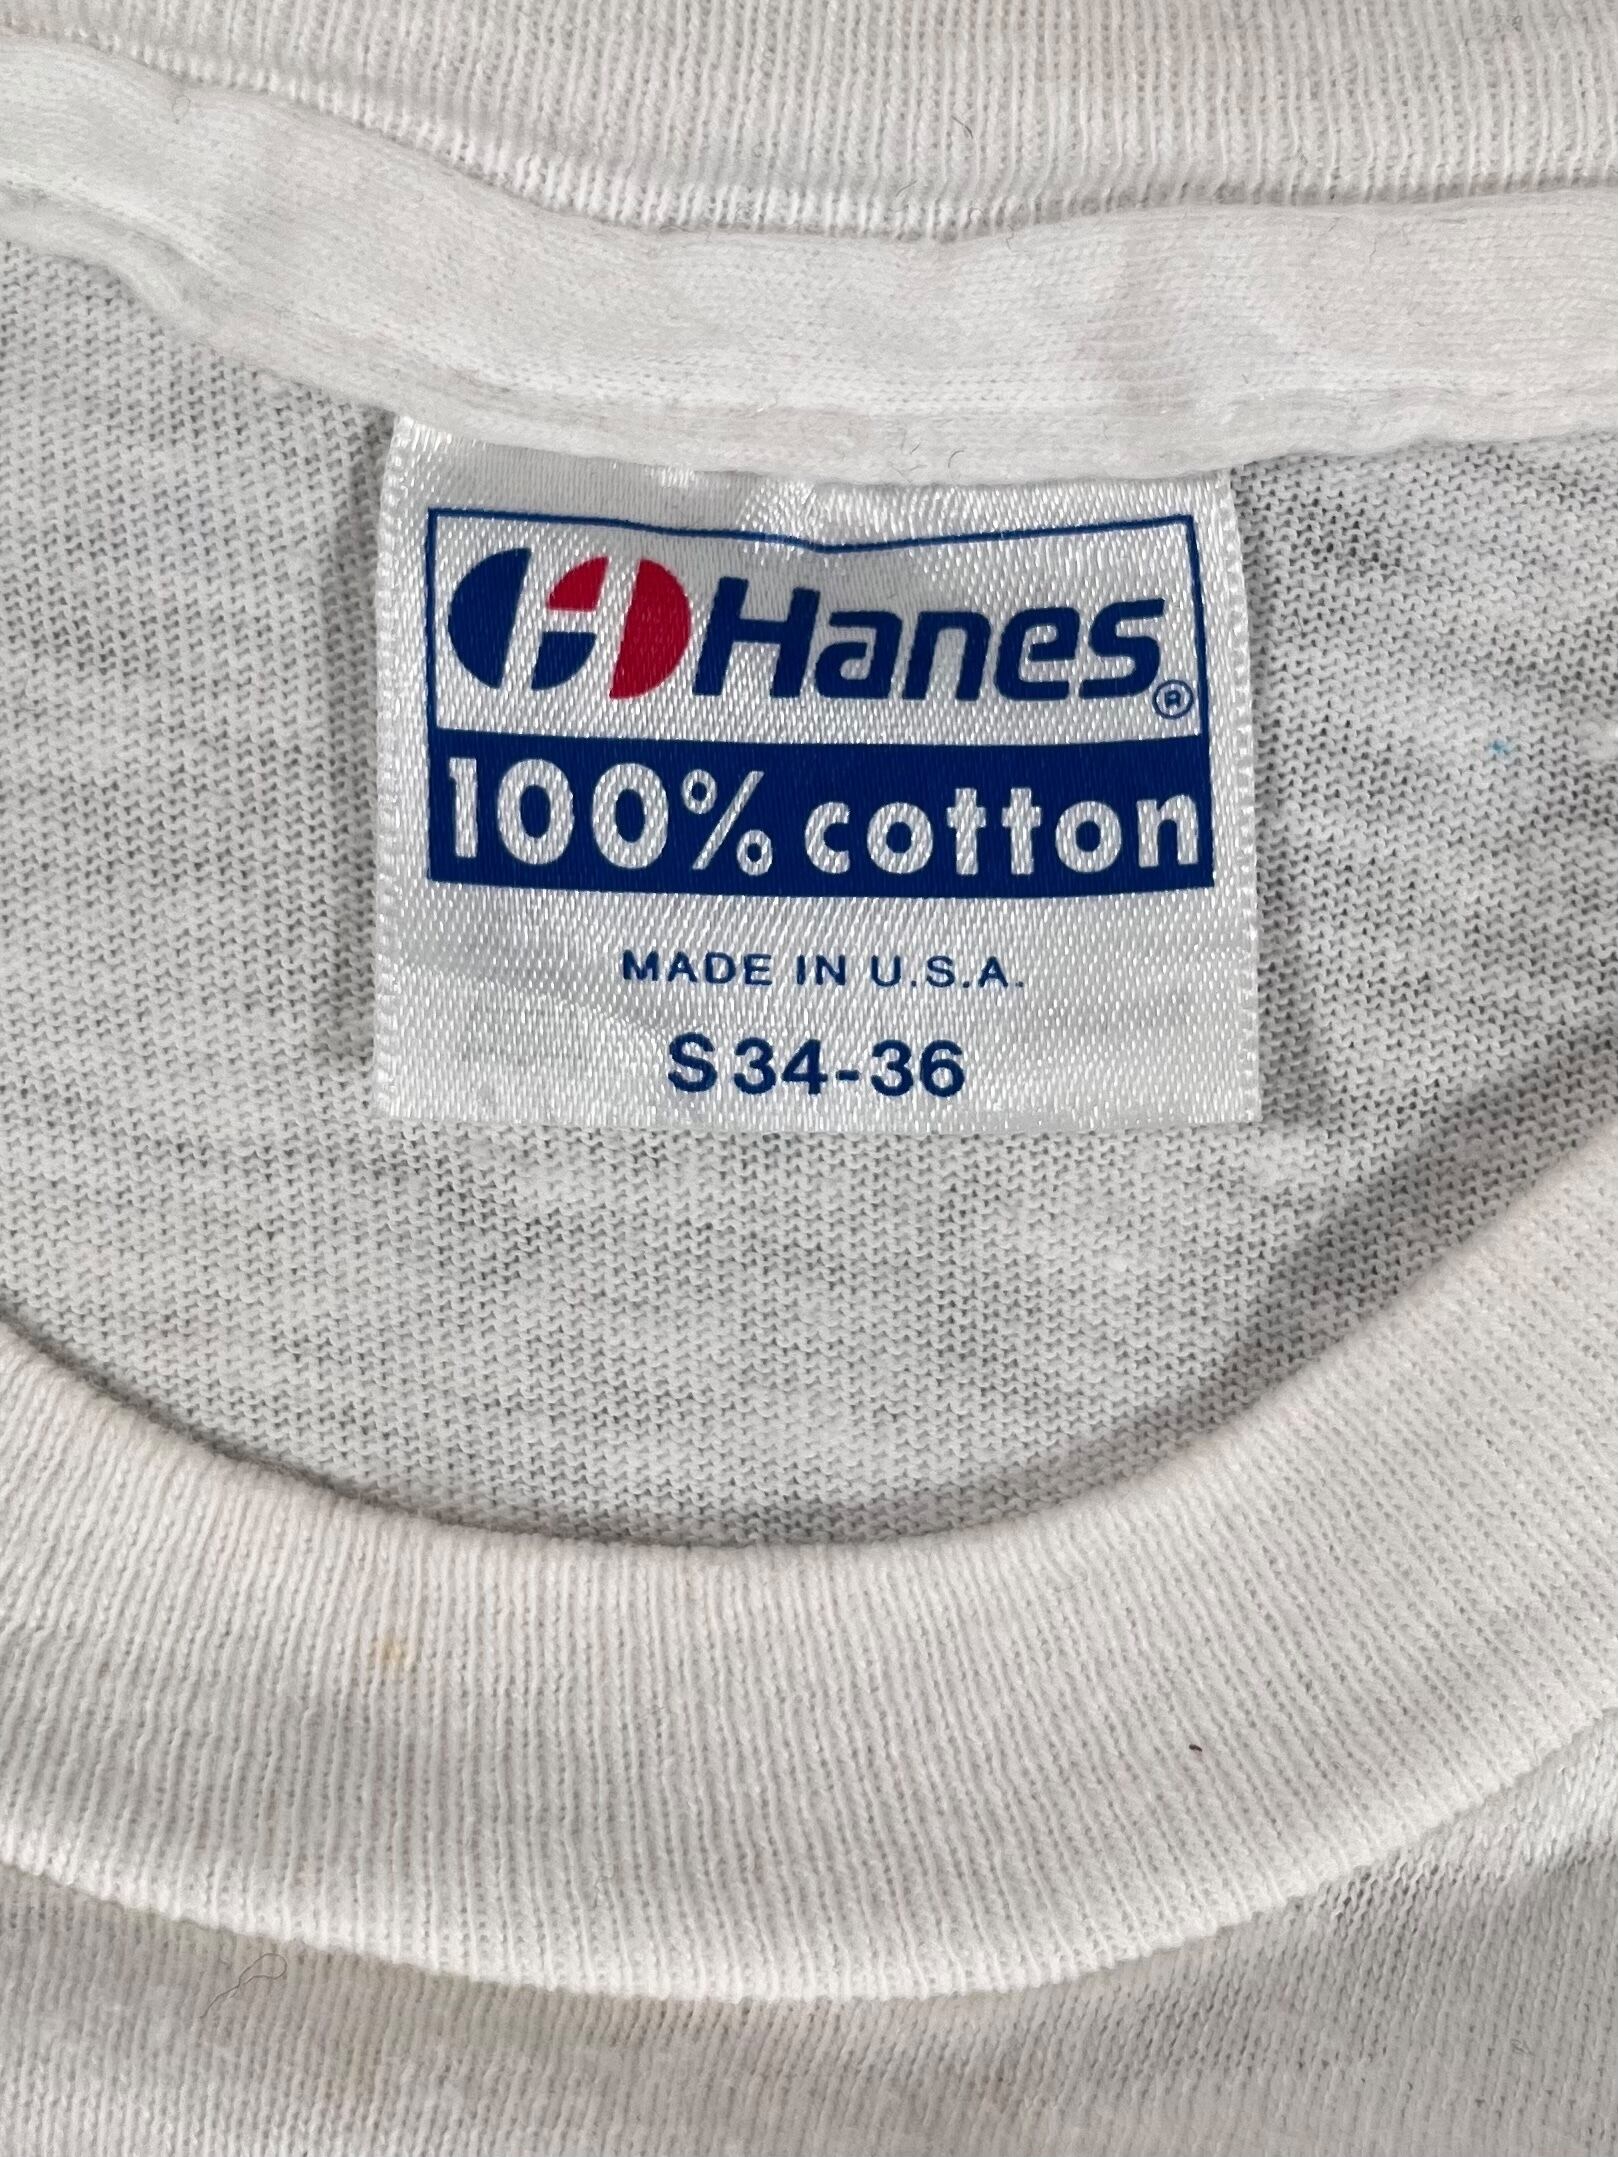 Hanes®
100% cotton
MADE IN U.S.A.
S 34-36